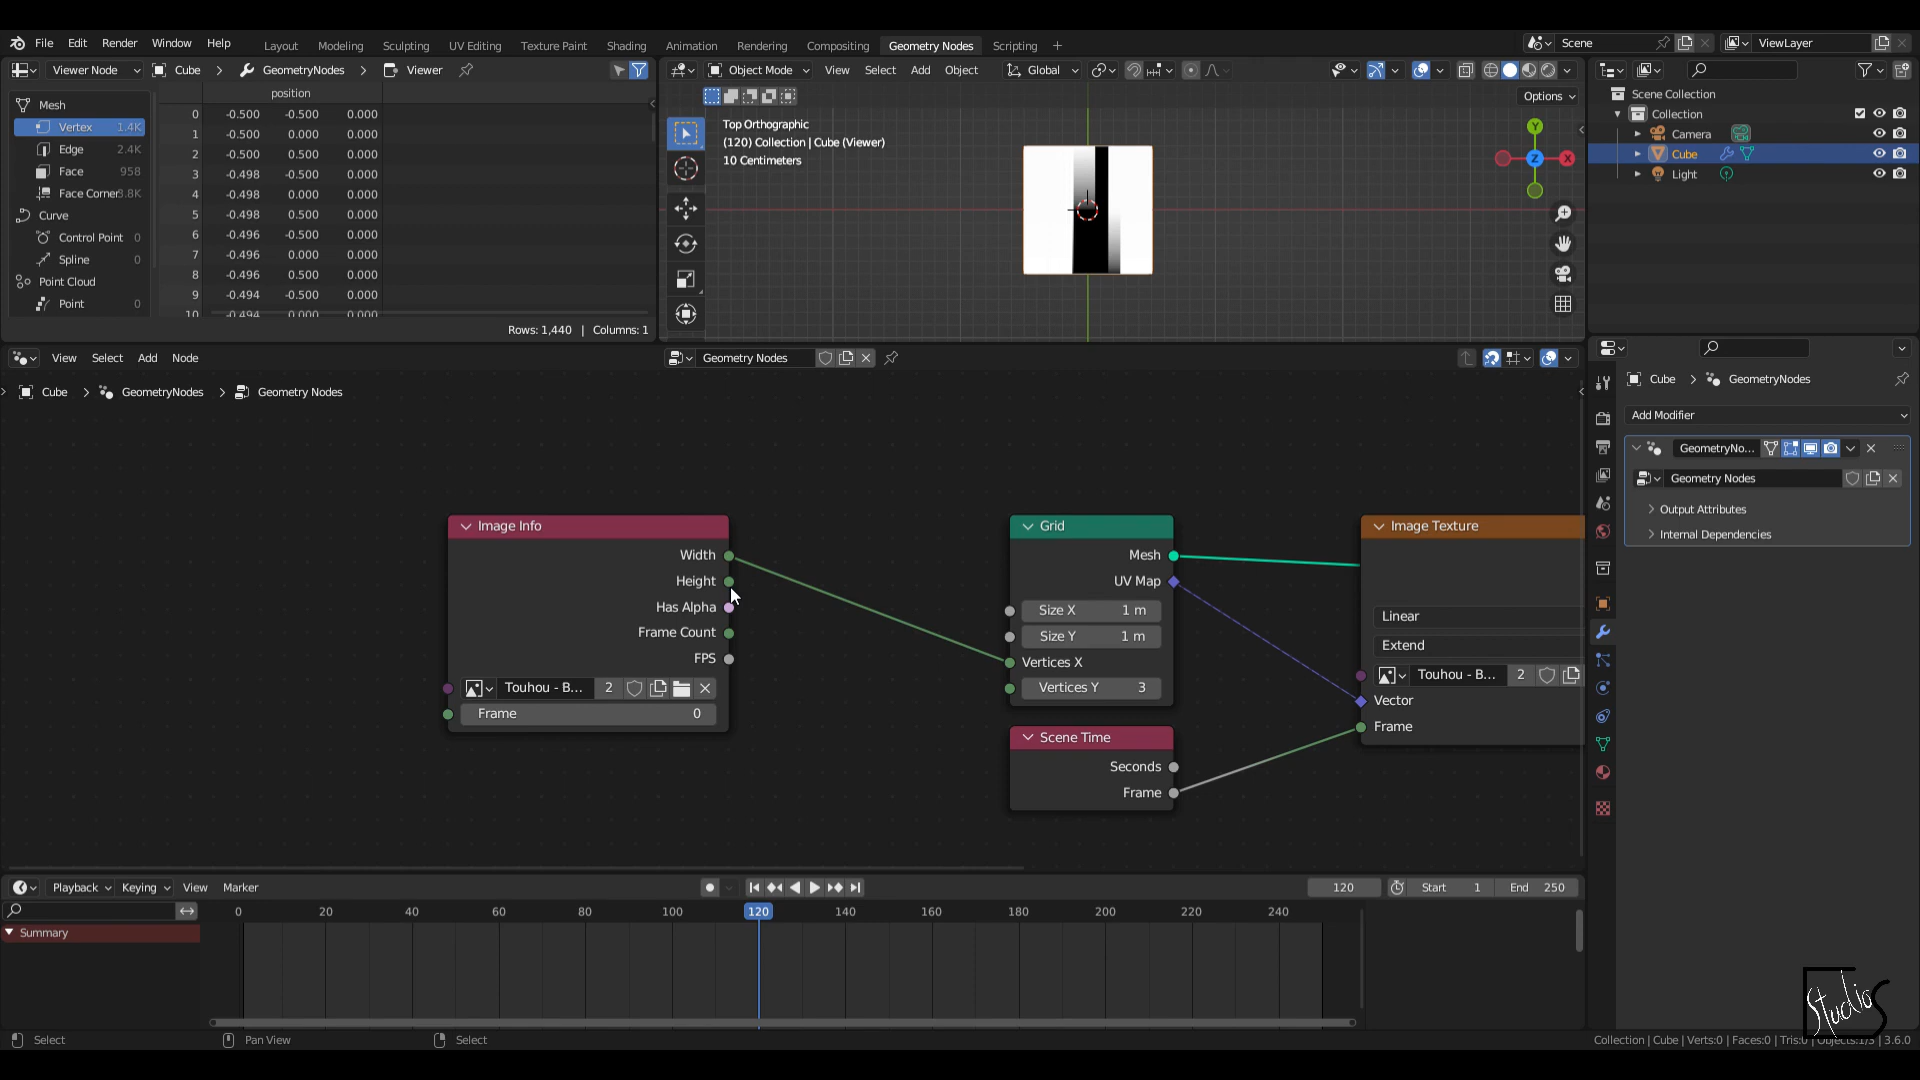 File Edit Render Window Help
Layout Modeling Sculpting UV Editing Texture Paint Shading Animation Rendering Compositing Geometry Nodes Scripting +
Scene ViewLayer
Viewer Node Cube > GeometryNodes > Viewer
Object Mode View Select Add Object Global
Options
position
Mesh
Vertex 1.4K
Edge 2.4K
Face 958
Face Corner 3.8K
Curve
Control Point 0
Spline 0
Point Cloud
Point 0
0 -0.500 -0.500 0.000
1 -0.500 0.000 0.000
2 -0.500 0.500 0.000
3 -0.498 -0.500 0.000
4 -0.498 0.000 0.000
5 -0.498 0.500 0.000
6 -0.496 -0.500 0.000
7 -0.496 0.000 0.000
8 -0.496 0.500 0.000
9 -0.494 -0.500 0.000
10 -0.494 0.000 0.000
Rows: 1,440 | Columns: 1
Top Orthographic
(120) Collection | Cube (Viewer)
10 Centimeters
Y
Z X
Scene Collection
Collection
Camera
Cube
Light
View Select Add Node
Geometry Nodes
Cube > GeometryNodes > Geometry Nodes
Image Info
Width
Height
Has Alpha
Frame Count
FPS
Touhou - B... 2
Frame 0
Grid
Mesh
UV Map
Size X 1 m
Size Y 1 m
Vertices X
Vertices Y 3
Scene Time
Seconds
Frame
Image Texture
Linear
Extend
Touhou - B... 2
Vector
Frame
Cube > GeometryNodes
Add Modifier
GeometryNo...
Geometry Nodes
Output Attributes
Internal Dependencies
Playback Keying View Marker
120 Start 1 End 250
0 20 40 60 80 100 120 140 160 180 200 220 240
Summary
Select Pan View Select
Studios
Collection | Cube | Verts:0 | Faces:0 | Tris:0 | Objects:1/3 | 3.6.0